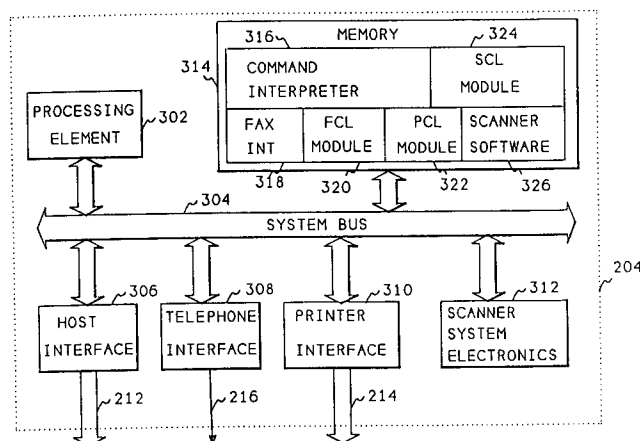 316
MEMORY
324
314
COMMAND
INTERPRETER
SCL
MODULE
PROCESSING
ELEMENT
302
FAX
INT
FCL
MODULE
PCL
MODULE
SCANNER
SOFTWARE
318
320
322
326
304
SYSTEM BUS
204
306
308
310
312
HOST
INTERFACE
TELEPHONE
INTERFACE
PRINTER
INTERFACE
SCANNER
SYSTEM
ELECTRONICS
212
216
214